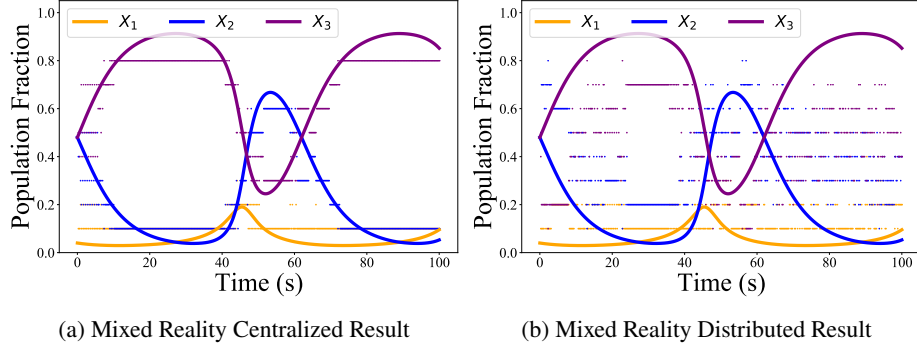 X1 X2 X3
1.0
0.8
0.6
0.4
0.2
0.0
Population Fraction
0 20 40 60 80 100
Time (s)
(a) Mixed Reality Centralized Result
X1 X2 X3
1.0
0.8
0.6
0.4
0.2
0.0
Population Fraction
0 20 40 60 80 100
Time (s)
(b) Mixed Reality Distributed Result